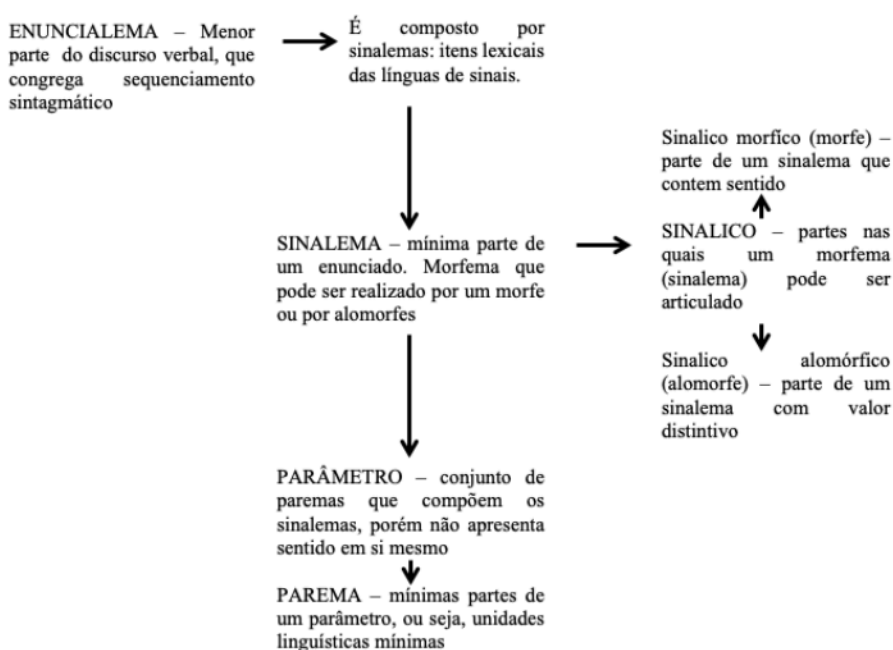 ENUNCIALEMA – Menor
parte do discurso verbal, que
congrega sequenciamento
sintagmático
É composto por
sinalemas: itens lexicais
das línguas de sinais.
SINALEMA – mínima parte de
um enunciado. Morfema que
pode ser realizado por um morfe
ou por alomorfes
Sinalico morfíco (morfe) –
parte de um sinalema que
contem sentido
SINALICO – partes nas
quais um morfema
(sinalema) pode ser
articulado
Sinalico alomórfico
(alomorfe) – parte de um
sinalema com valor
distintivo
PARÂMETRO – conjunto de
paremas que compõem os
sinalemas, porém não apresenta
sentido em si mesmo
PAREMA – mínimas partes de
um parâmetro, ou seja, unidades
linguísticas mínimas